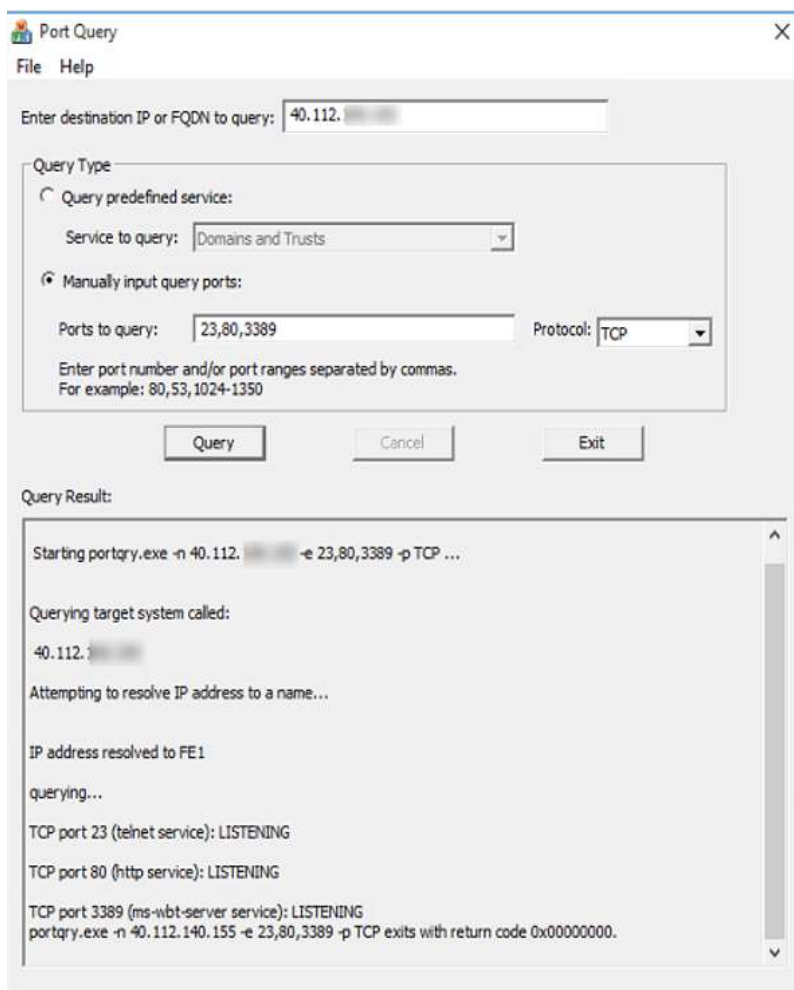 Port Query
File Help
Enter destination IP or FQDN to query: 40.112.
Query Type
Query predefined service:
Service to query: Domains and Trusts
Manually input query ports:
Ports to query: 23,80,3389 Protocol: TCP
Enter port number and/or port ranges separated by commas.
For example: 80,53,1024-1350
Query Cancel Exit
Query Result:
Starting portqry.exe -n 40.112. -e 23,80,3389 -p TCP ...
Querying target system called:
40.112.
Attempting to resolve IP address to a name...
IP address resolved to FE1
querying...
TCP port 23 (telnet service): LISTENING
TCP port 80 (http service): LISTENING
TCP port 3389 (ms-wbt-server service): LISTENING
portqry.exe -n 40.112.140.155 -e 23,80,3389 -p TCP exits with return code 0x00000000.